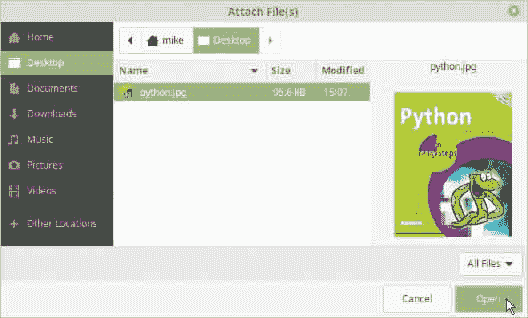 Attach File(s)
Home
Desktop
Documents
Downloads
Music
Pictures
Videos
+ Other Locations
mike
Desktop
Name Size Modified
python.jpg 95.6 kB 15:07
python.jpg
Python
in easy steps
All Files
Cancel
Open